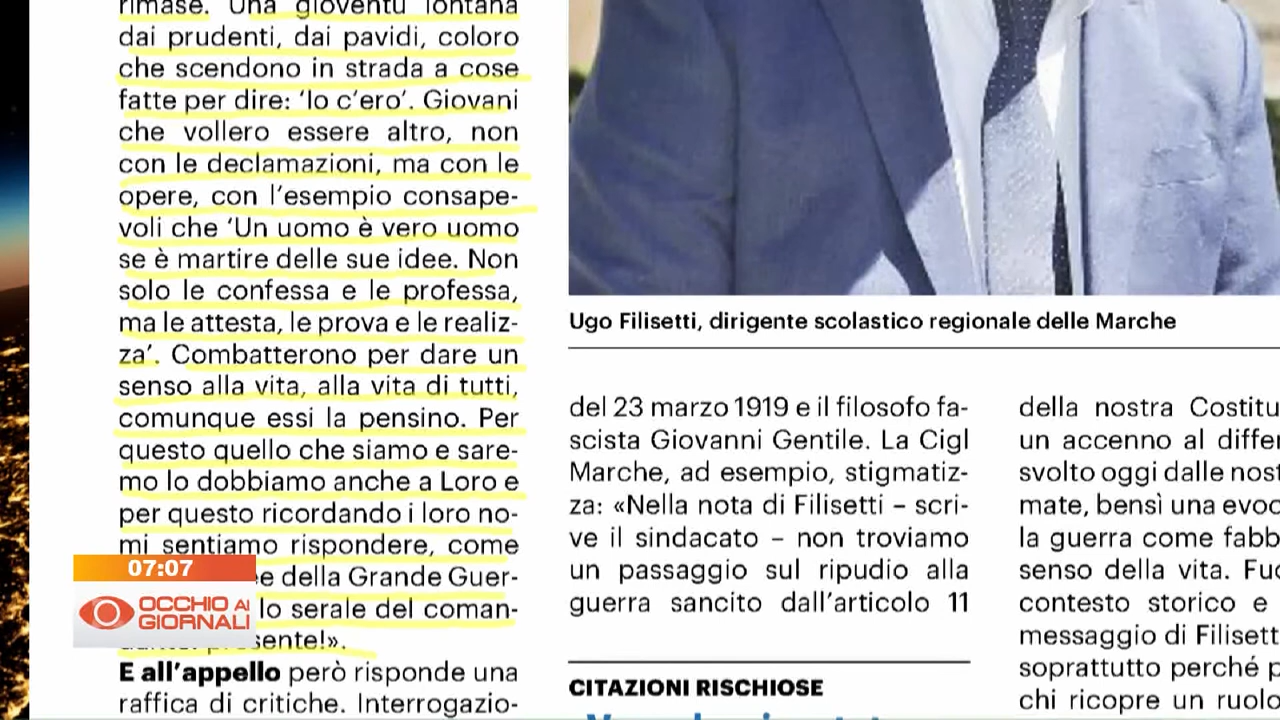 rimase. Una gioventù lontana
dai prudenti, dai pavidi, coloro
che scendono in strada a cose
fatte per dire: ‘Io c’ero’. Giovani
che vollero essere altro, non
con le declamazioni, ma con le
opere, con l’esempio consape-
voli che ‘Un uomo è vero uomo
se è martire delle sue idee. Non
solo le confessa e le professa,
ma le attesta, le prova e le realiz-
za’. Combatterono per dare un
senso alla vita, alla vita di tutti,
comunque essi la pensino. Per
questo quello che siamo e sare-
mo lo dobbiamo anche a Loro e
per questo ricordando i loro no-
mi sentiamo rispondere, come
della Grande Guer-
lo serale del coman-
presente!».
E all’appello però risponde una
raffica di critiche. Interrogazio-
Ugo Filisetti, dirigente scolastico regionale delle Marche
del 23 marzo 1919 e il filosofo fa-
scista Giovanni Gentile. La Cigl
Marche, ad esempio, stigmatiz-
za: «Nella nota di Filisetti – scri-
ve il sindacato – non troviamo
un passaggio sul ripudio alla
guerra sancito dall’articolo 11
CITAZIONI RISCHIOSE
della nostra Costitu
un accenno al differ
svolto oggi dalle nost
mate, bensì una evoc
la guerra come fabb
senso della vita. Fuo
contesto storico e
messaggio di Filisett
soprattutto perché p
chi ricopre un ruolo
07:07
OCCHIO AI
GIORNALI